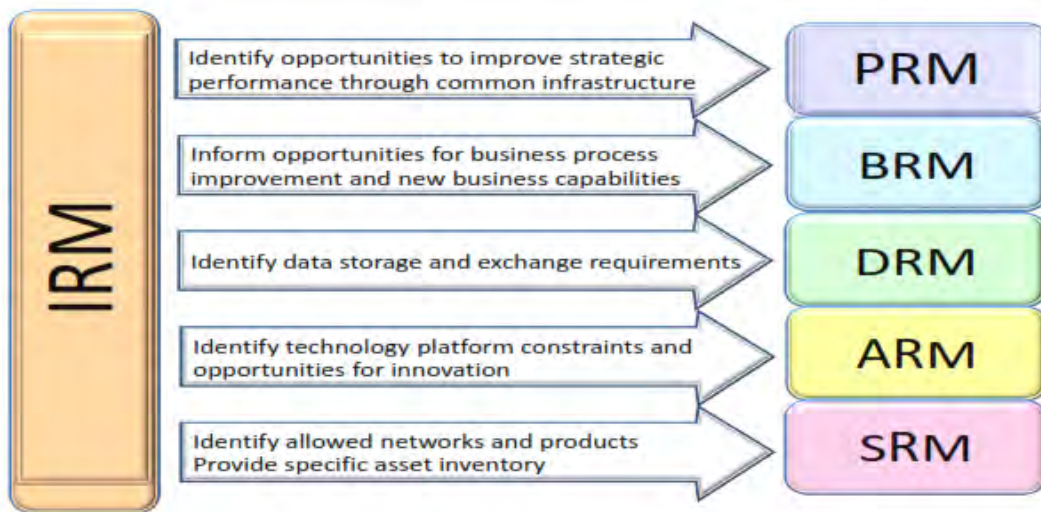 IRM
Identify opportunities to improve strategic
performance through common infrastructure
PRM
Inform opportunities for business process
improvement and new business capabilities
BRM
Identify data storage and exchange requirements
DRM
Identify technology platform constraints and
opportunities for innovation
ARM
Identify allowed networks and products
Provide specific asset inventory
SRM